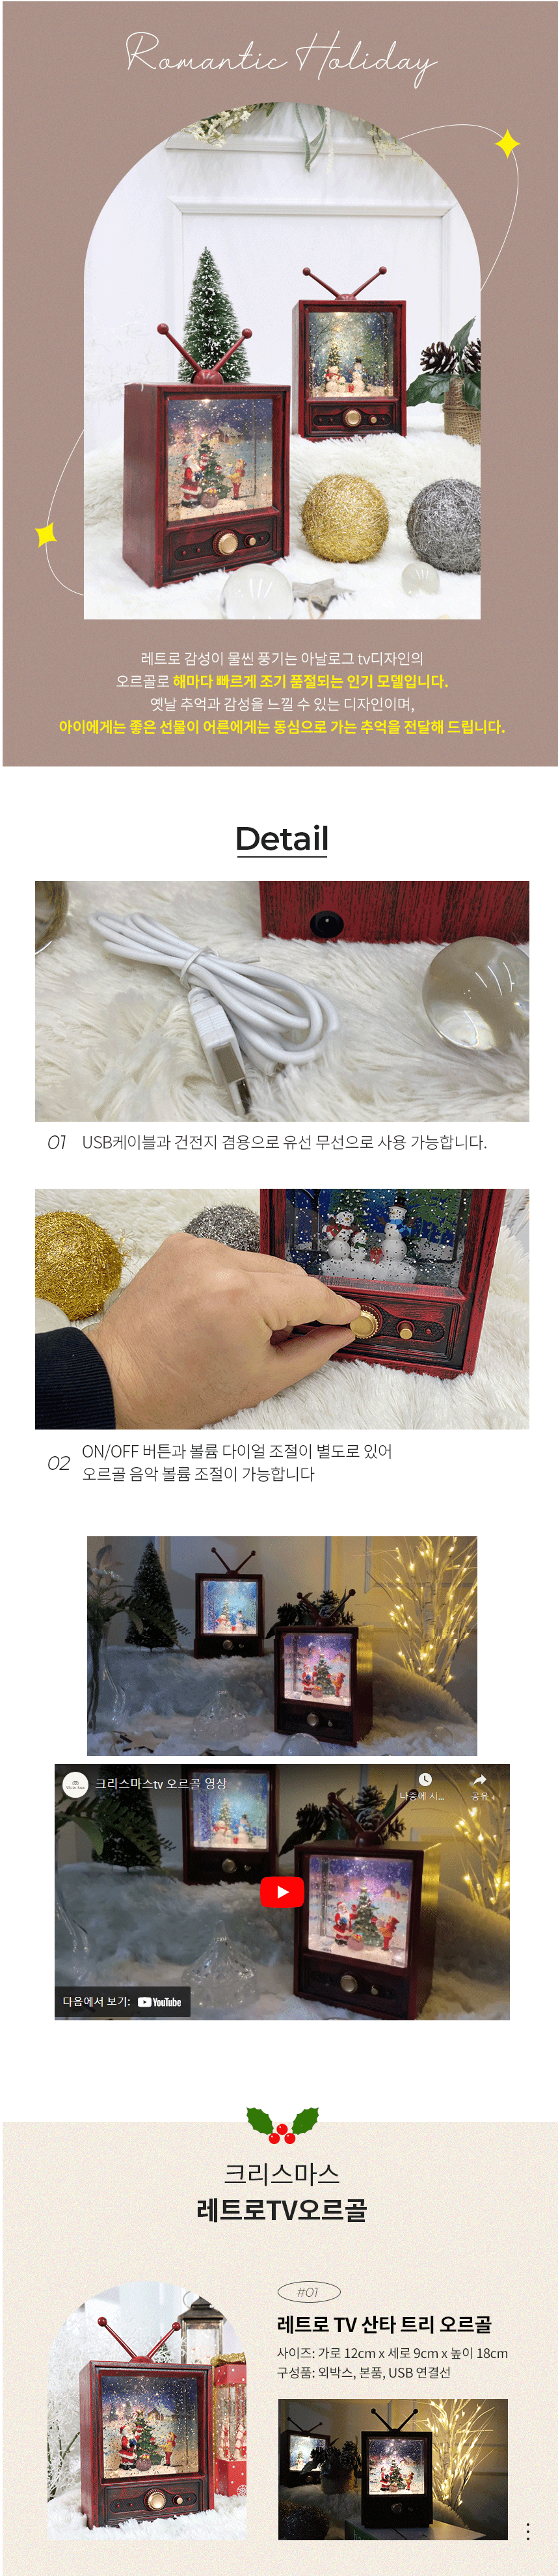 Romantic Holiday
레트로 감성이 물씬 풍기는 아날로그 tv디자인의
오르골로 해마다 빠르게 조기 품절되는 인기 모델입니다.
옛날 추억과 감성을 느낄 수 있는 디자인이며,
아이에게는 좋은 선물이 어른에게는 동심으로 가는 추억을 전달해 드립니다.
Detail
01 USB케이블과 건전지 겸용으로 유선 무선으로 사용 가능합니다.
02 ON/OFF 버튼과 볼륨 다이얼 조절이 별도로 있어
오르골 음악 볼륨 조절이 가능합니다
크리스마스tv 오르골 영상
나중에 시...
공유
다음에서 보기: YouTube
크리스마스
레트로TV오르골
#01
레트로 TV 산타 트리 오르골
사이즈: 가로 12cm x 세로 9cm x 높이 18cm
구성품: 외박스, 본품, USB 연결선